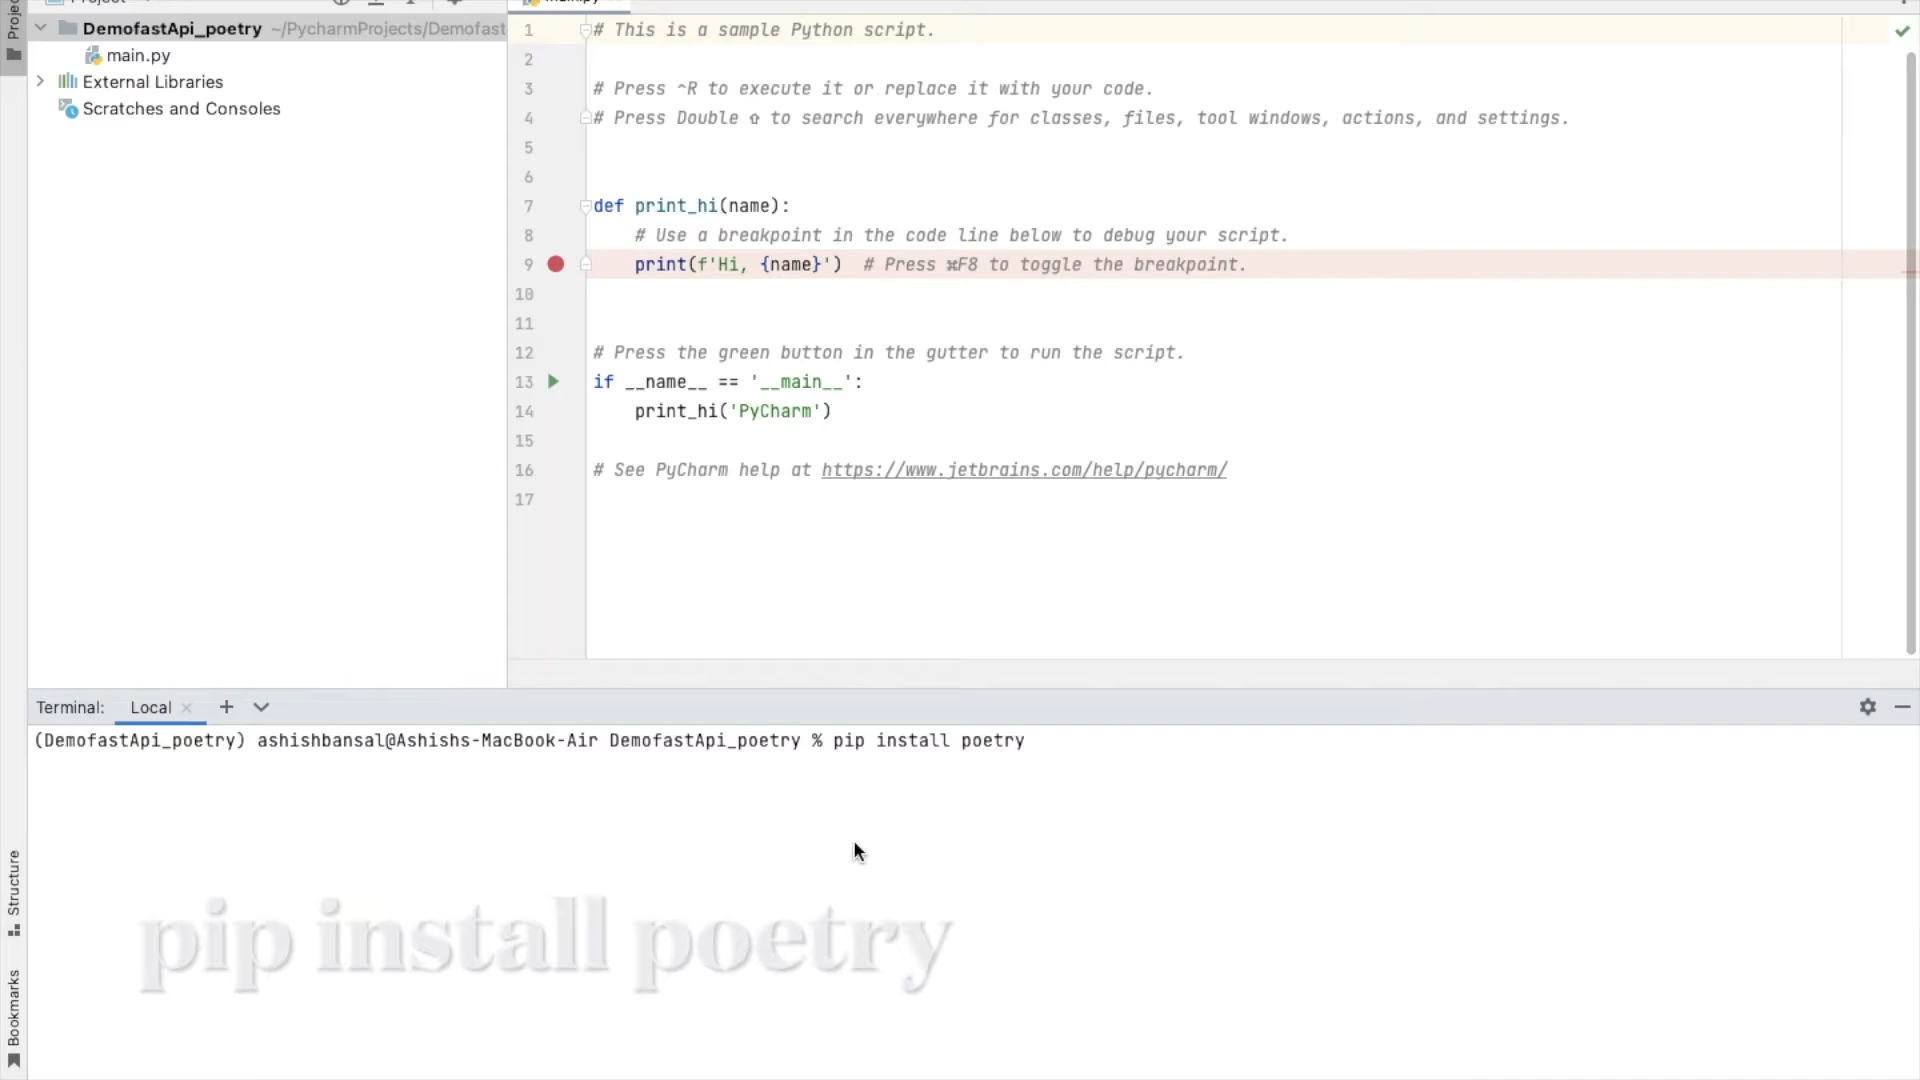 Project
DemofastApi_poetry ~/PycharmProjects/Demofast
main.py
External Libraries
Scratches and Consoles
main.py
1 # This is a sample Python script.
2
3 # Press ⌃R to execute it or replace it with your code.
4 # Press Double ⇧ to search everywhere for classes, files, tool windows, actions, and settings.
5
6
7 def print_hi(name):
8 # Use a breakpoint in the code line below to debug your script.
9 print(f'Hi, {name}') # Press ⌘F8 to toggle the breakpoint.
10
11
12 # Press the green button in the gutter to run the script.
13 if __name__ == '__main__':
14 print_hi('PyCharm')
15
16 # See PyCharm help at https://www.jetbrains.com/help/pycharm/
17
Terminal: Local
(DemofastApi_poetry) ashishbansal@Ashishs-MacBook-Air DemofastApi_poetry % pip install poetry
pip install poetry
Structure
Bookmarks